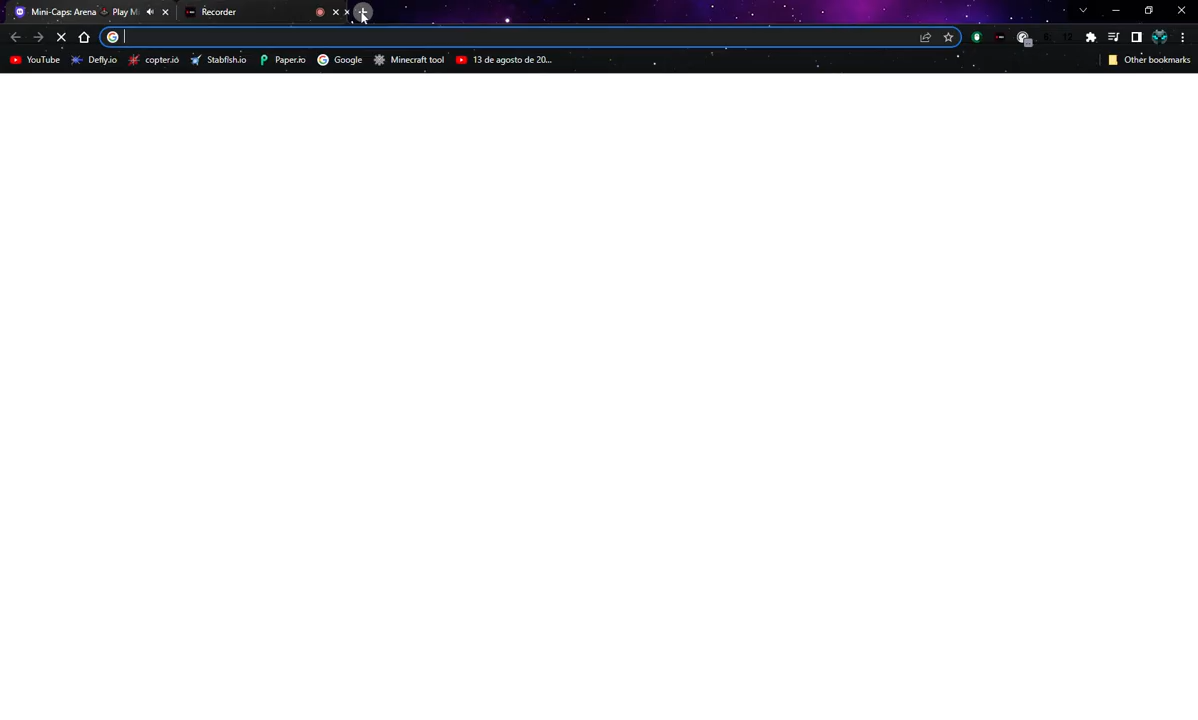 Mini-Caps: Arena Play M
Recorder
YouTube
Defly.io
copter.io
Stabfish.io
Paper.io
Google
Minecraft tool
13 de agosto de 20...
Other bookmarks